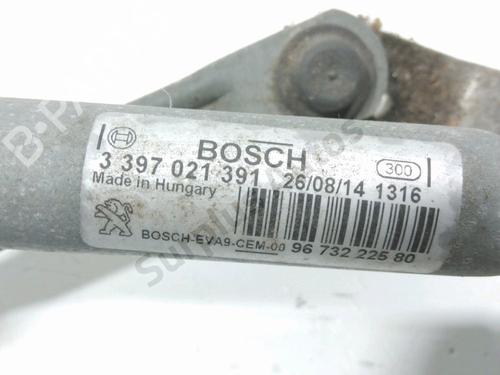 BOSCH
3 397 021 391 26/08/14 1316
300
Made in Hungary
BOSCH-EVA9-CEM-00 96 732 225 80
B-PARTS